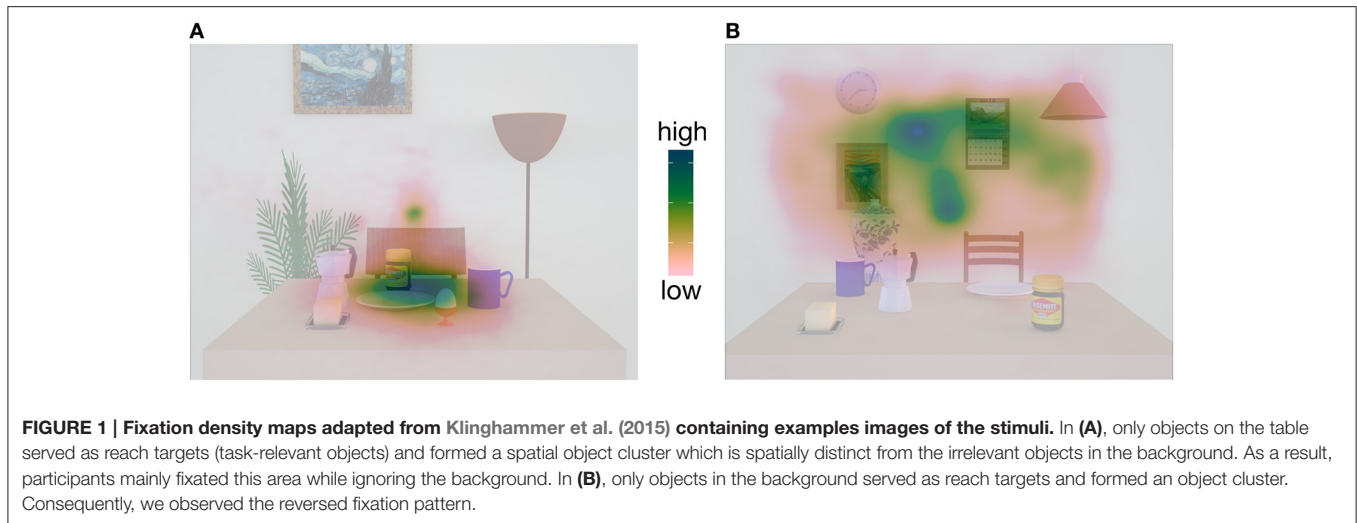 A
B
high
low
FIGURE 1 | Fixation density maps adapted from Klinghammer et al. (2015) containing examples images of the stimuli. In (A), only objects on the table
served as reach targets (task-relevant objects) and formed a spatial object cluster which is spatially distinct from the irrelevant objects in the background. As a result,
participants mainly fixated this area while ignoring the background. In (B), only objects in the background served as reach targets and formed an object cluster.
Consequently, we observed the reversed fixation pattern.